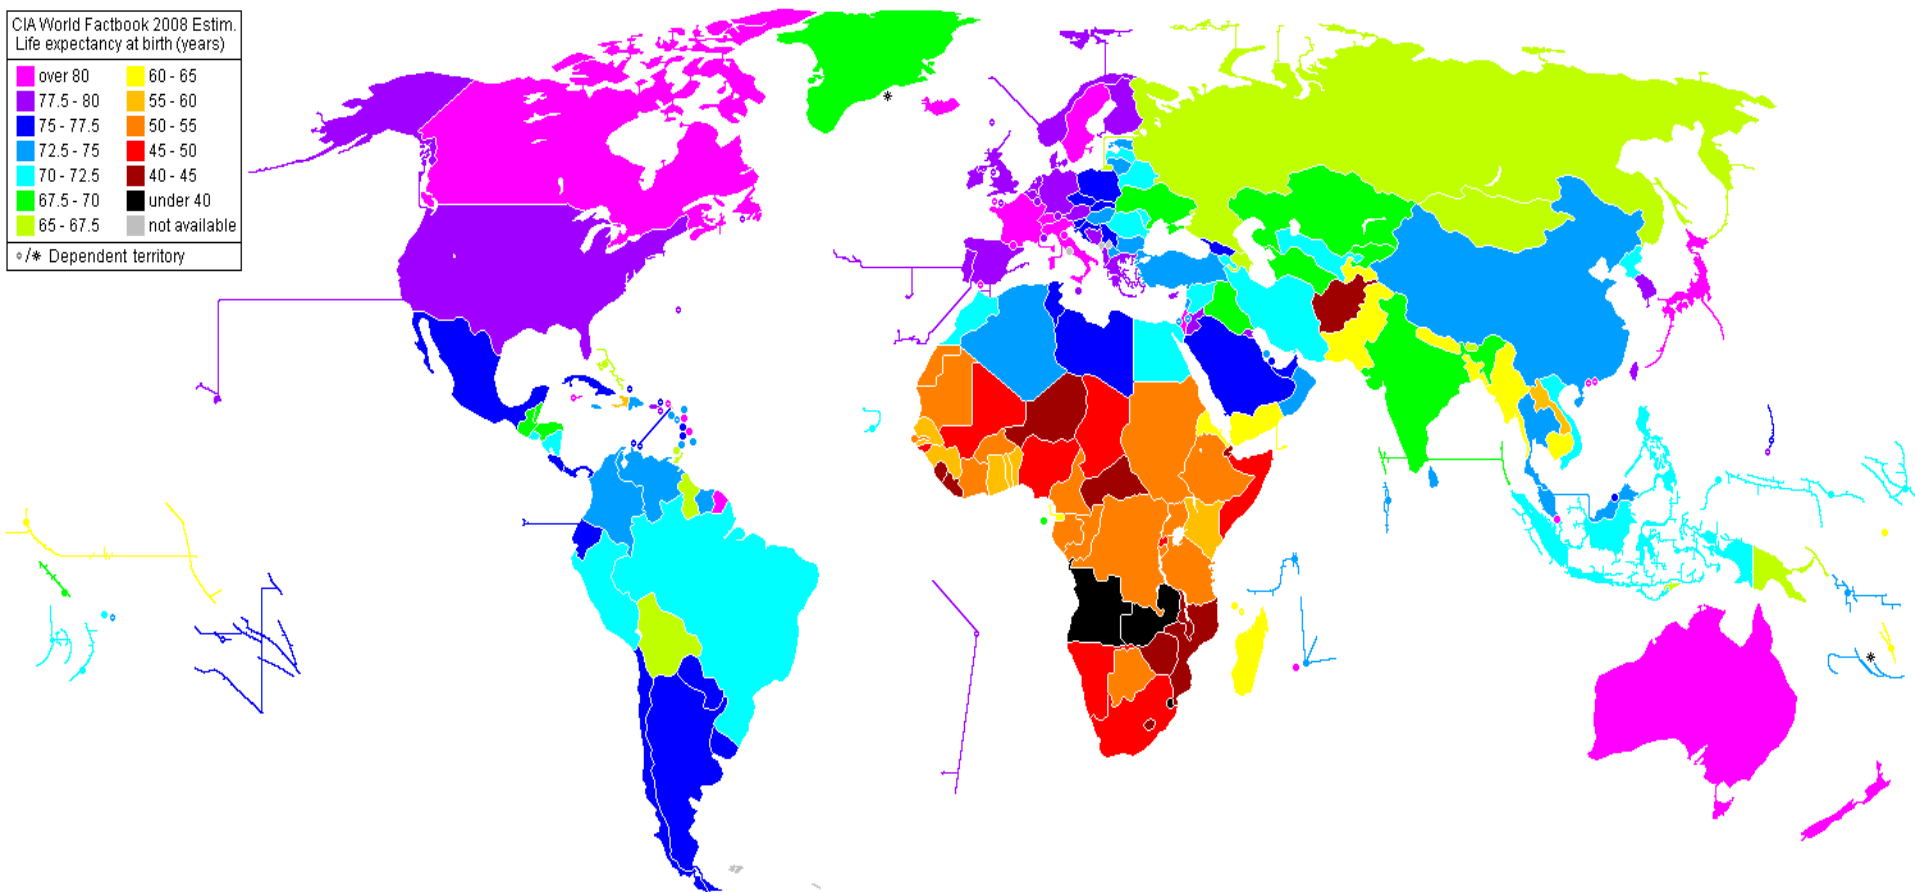 CIA World Factbook 2008 Estim.
Life expectancy at birth (years)
over 80
77.5 - 80
75 - 77.5
72.5 - 75
70 - 72.5
67.5 - 70
65 - 67.5
60 - 65
55 - 60
50 - 55
45 - 50
40 - 45
under 40
not available
∘/* Dependent territory